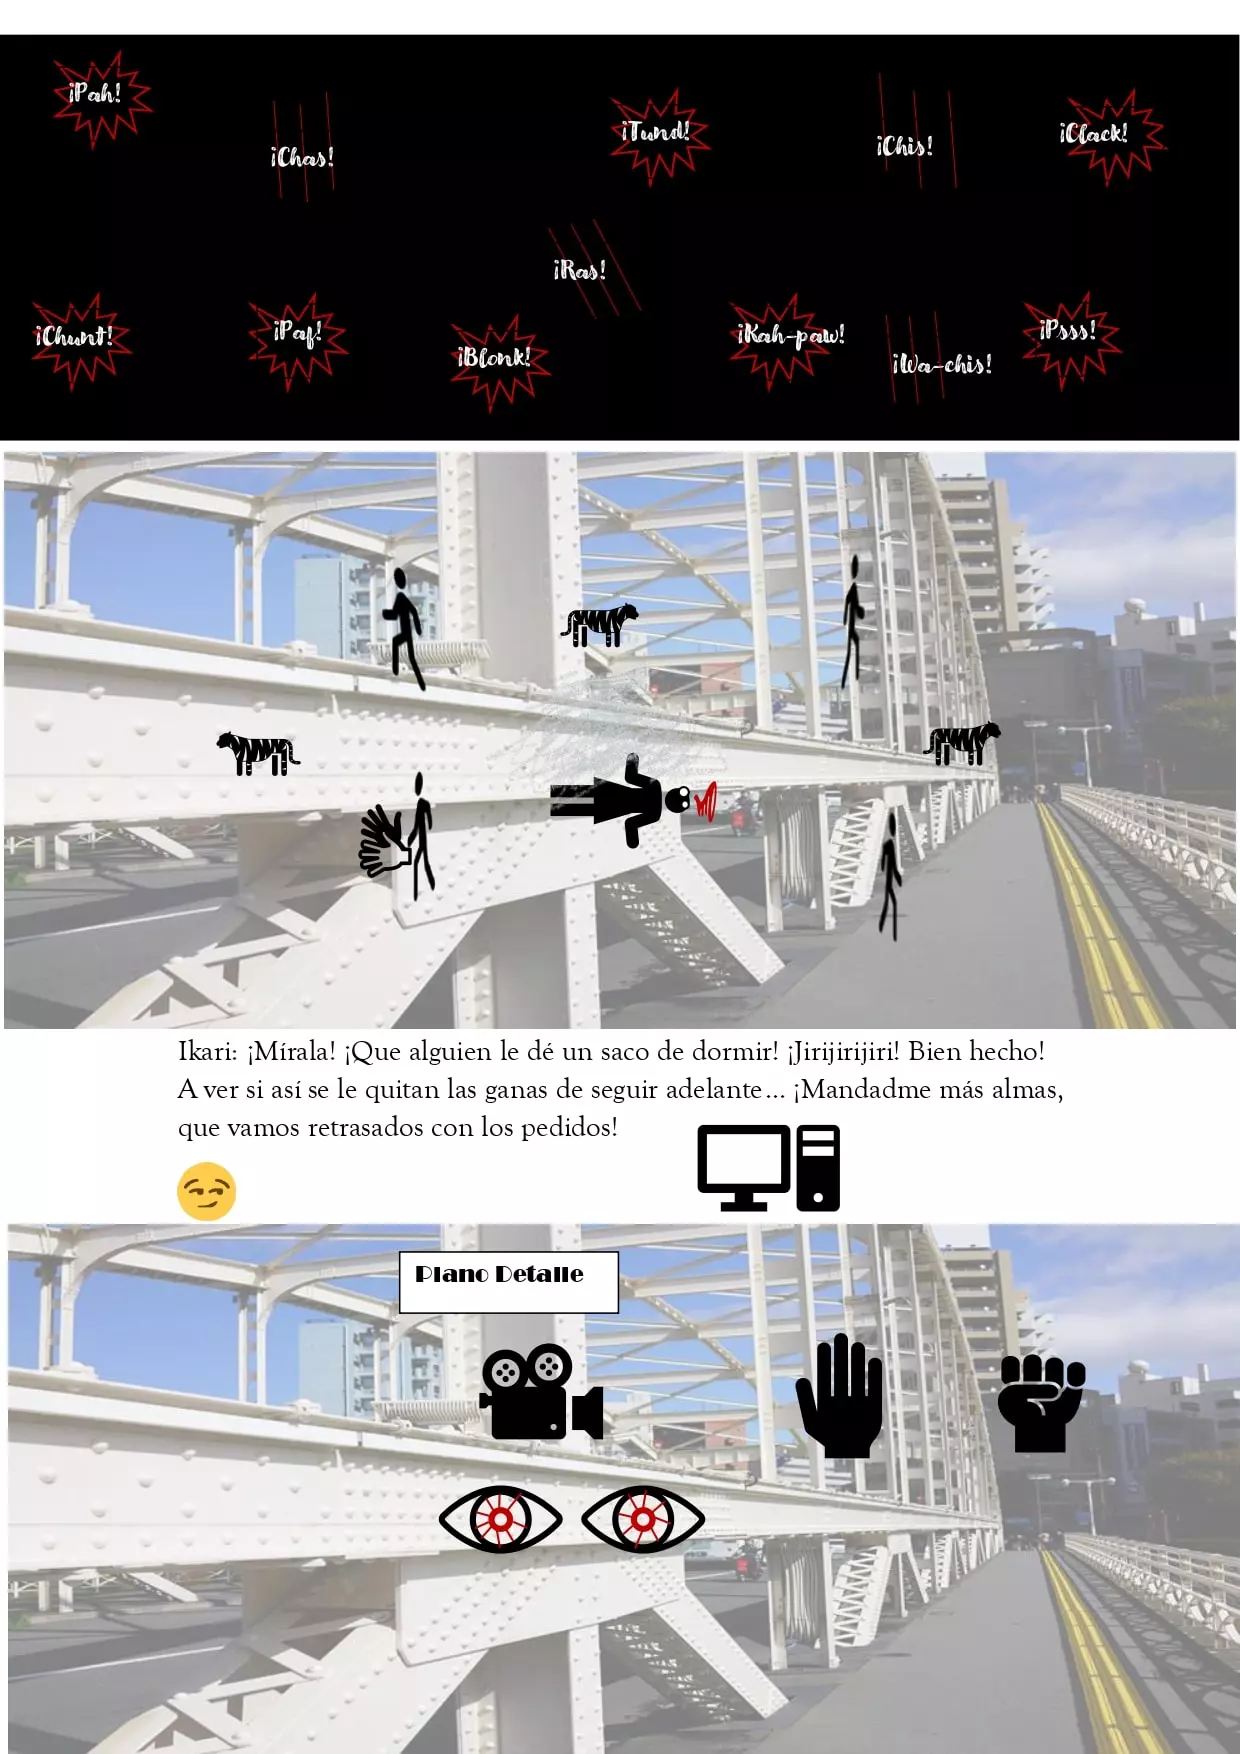 ¡Pah!
¡Chas!
¡Tund!
¡Chis!
¡Clack!
¡Ras!
¡Chunt!
¡Paf!
¡Blonk!
¡Kah-paw!
¡Wa-chis!
¡Psss!
Ikari: ¡Mírala! ¡Que alguien le dé un saco de dormir! ¡Jirijirijiri! Bien hecho!
A ver si así se le quitan las ganas de seguir adelante… ¡Mandadme más almas,
que vamos retrasados con los pedidos!
Plano Detalle